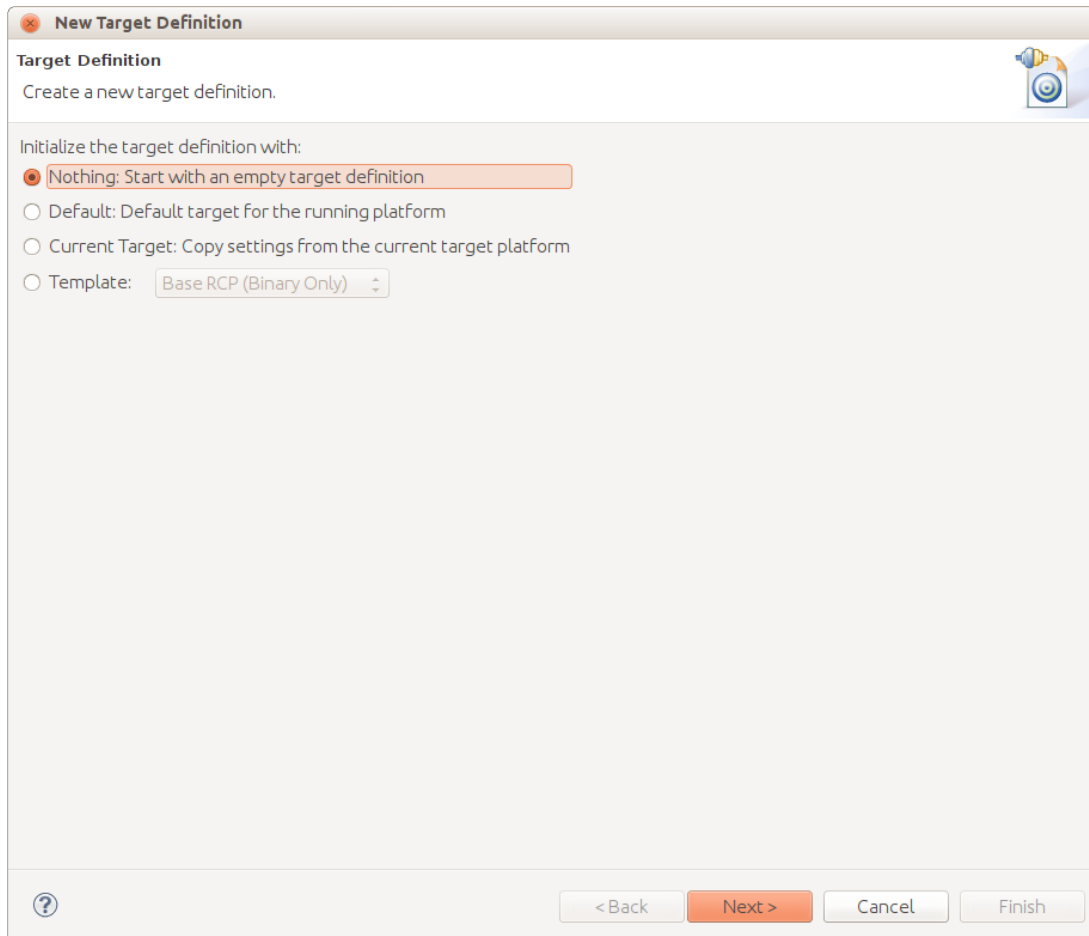 New Target Definition
Target Definition
Create a new target definition.
Initialize the target definition with:
Nothing: Start with an empty target definition
Default: Default target for the running platform
Current Target: Copy settings from the current target platform
Template: Base RCP (Binary Only)
? < Back Next > Cancel Finish